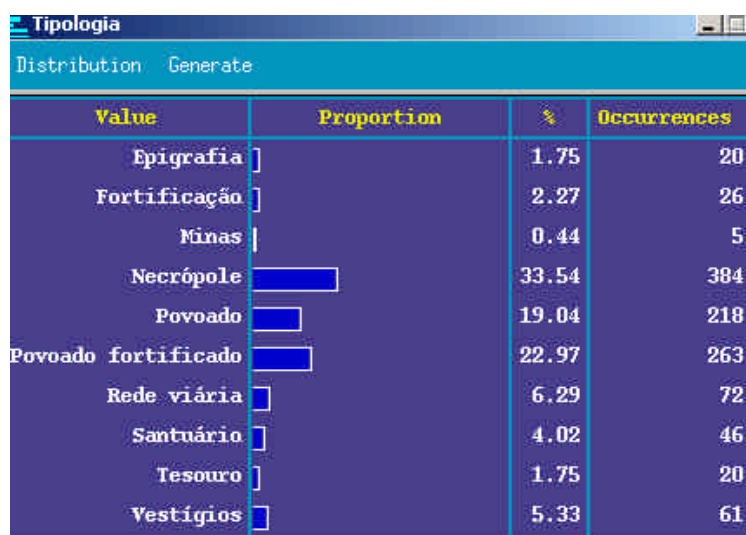 Tipologia
Distribution Generate
Value Proportion % Occurrences
Epigrafia 1.75 20
Fortificação 2.27 26
Minas 0.44 5
Necrópole 33.54 384
Povoado 19.04 218
Povoado fortificado 22.97 263
Rede viária 6.29 72
Santuário 4.02 46
Tesouro 1.75 20
Vestígios 5.33 61